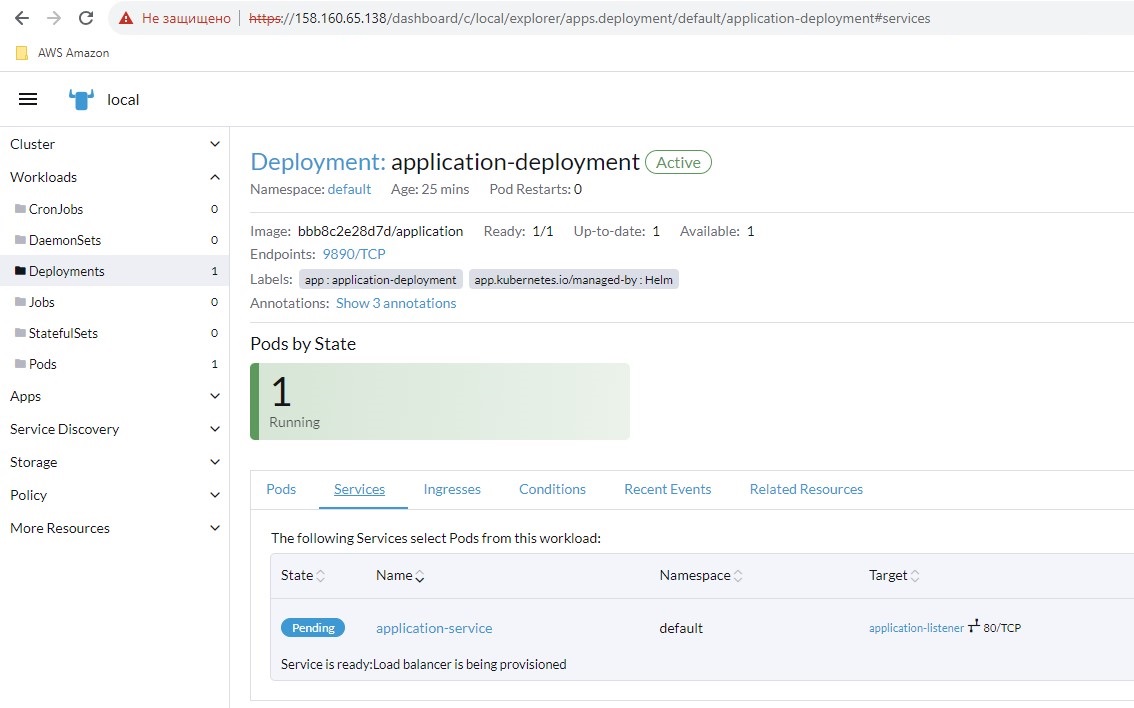 Не защищено https://158.160.65.138/dashboard/c/local/explorer/apps.deployment/default/application-deployment#services
AWS Amazon
local
Cluster
Workloads
CronJobs 0
DaemonSets 0
Deployments 1
Jobs 0
StatefulSets 0
Pods 1
Apps
Service Discovery
Storage
Policy
More Resources
Deployment: application-deployment Active
Namespace: default Age: 25 mins Pod Restarts: 0
Image: bbb8c2e28d7d/application Ready: 1/1 Up-to-date: 1 Available: 1
Endpoints: 9890/TCP
Labels: app : application-deployment app.kubernetes.io/managed-by : Helm
Annotations: Show 3 annotations
Pods by State
1
Running
Pods Services Ingresses Conditions Recent Events Related Resources
The following Services select Pods from this workload:
State Name Namespace Target
Pending application-service default application-listener 80/TCP
Service is ready:Load balancer is being provisioned